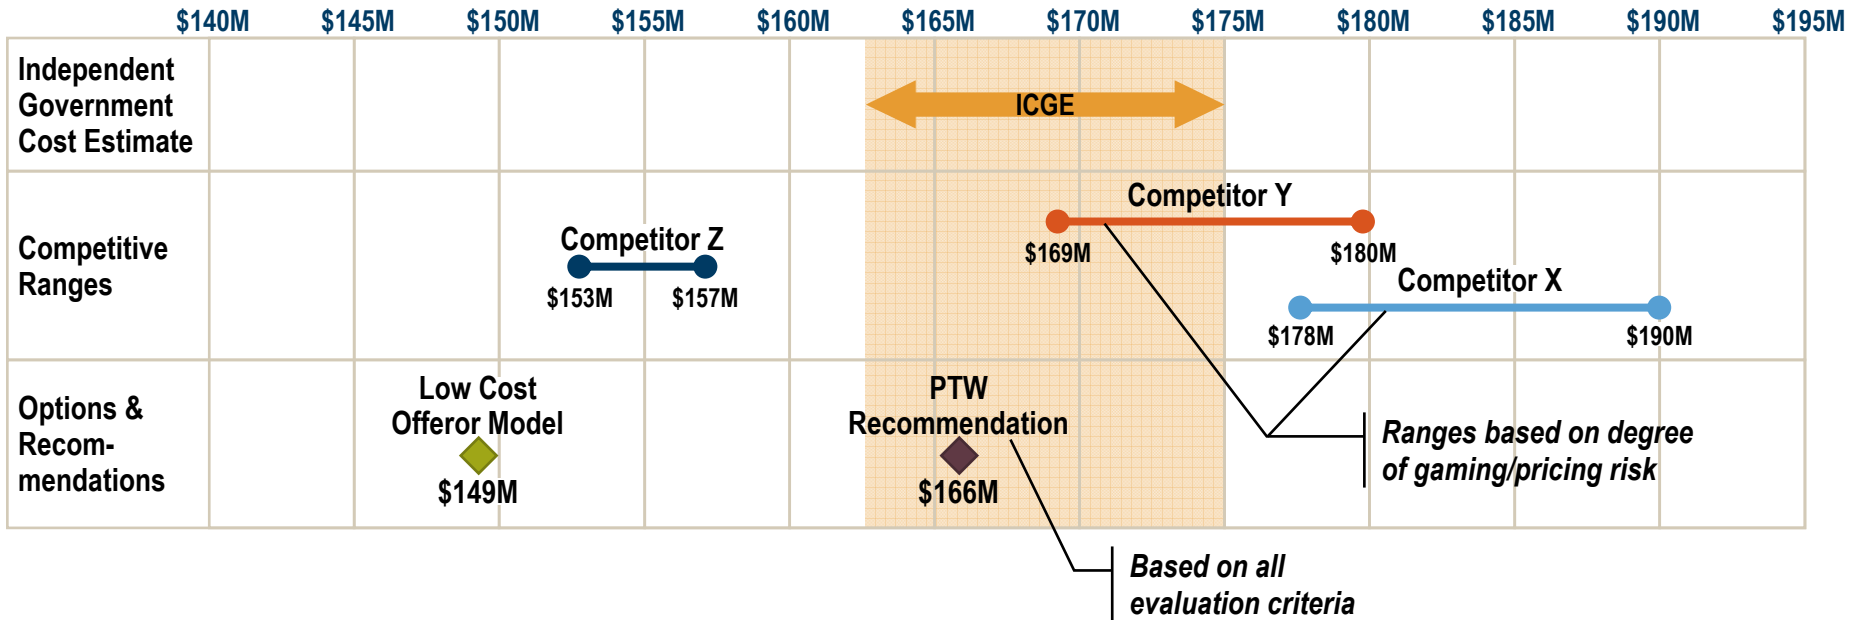 $140M $145M $150M $155M $160M $165M $170M $175M $180M $185M $190M $195M
Independent
Government
Cost Estimate
ICGE
Competitive
Ranges
Competitor Z
$153M $157M
Competitor Y
$169M $180M
Competitor X
$178M $190M
Options &
Recom-
mendations
Low Cost
Offeror Model
$149M
PTW
Recommendation
$166M
Ranges based on degree
of gaming/pricing risk
Based on all
evaluation criteria